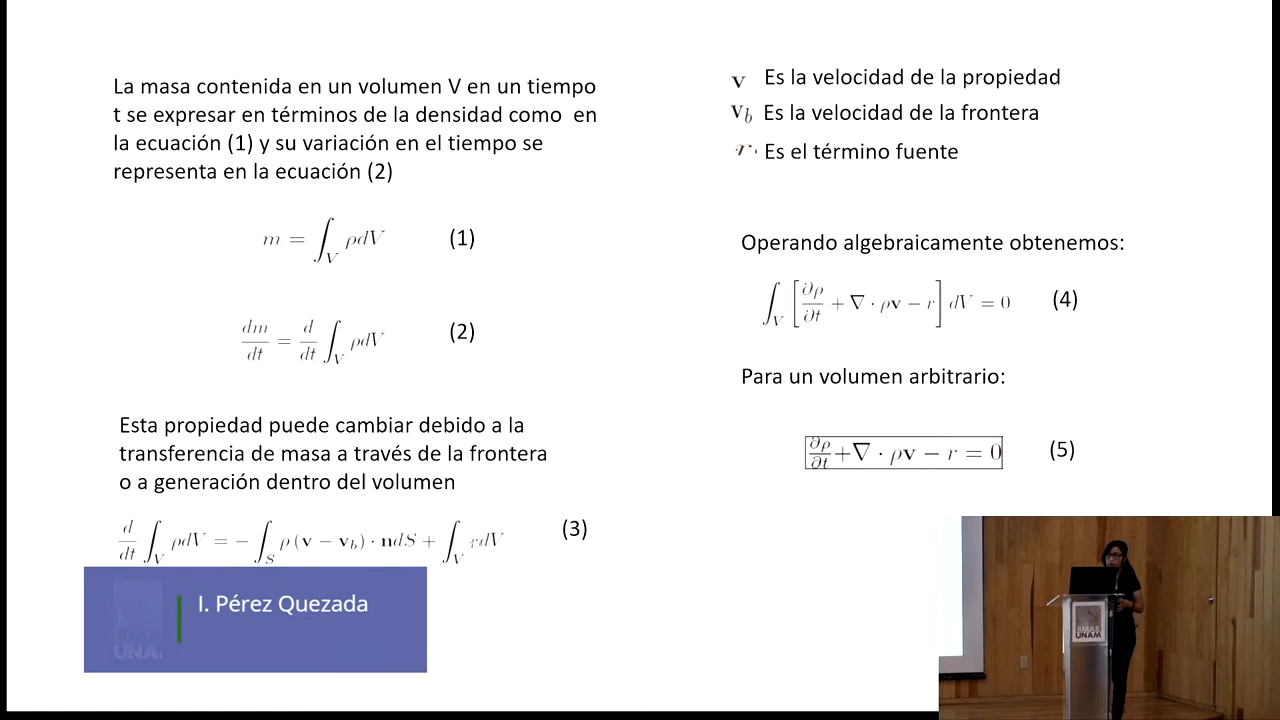 La masa contenida en un volumen V en un tiempo
t se expresar en términos de la densidad como en
la ecuación (1) y su variación en el tiempo se
representa en la ecuación (2)
m = ∫_V ρdV (1)
dm/dt = d/dt ∫_V ρdV (2)
Esta propiedad puede cambiar debido a la
transferencia de masa a través de la frontera
o a generación dentro del volumen
d/dt ∫_V ρdV = − ∫_S ρ (v − v_b) · ndS + ∫_V rdV (3)
v Es la velocidad de la propiedad
v_b Es la velocidad de la frontera
r Es el término fuente
Operando algebraicamente obtenemos:
∫_V [∂ρ/∂t + ∇ · ρv − r] dV = 0 (4)
Para un volumen arbitrario:
∂ρ/∂t + ∇ · ρv − r = 0 (5)
I. Pérez Quezada
UNA
IIMAS
UNAM